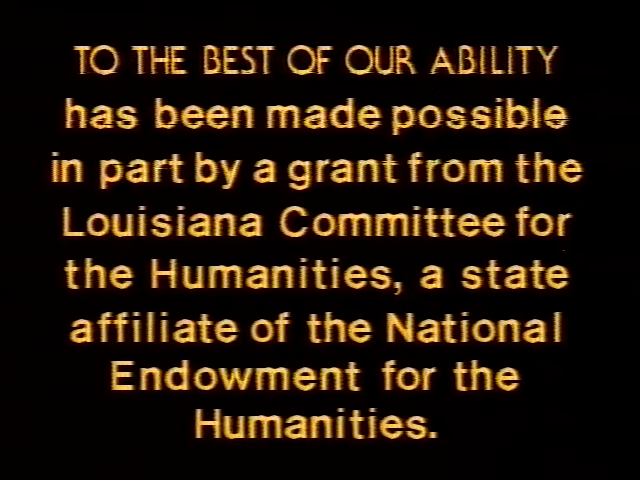 TO THE BEST OF OUR ABILITY
has been made possible
in part by a grant from the
Louisiana Committee for
the Humanities, a state
affiliate of the National
Endowment for the
Humanities.